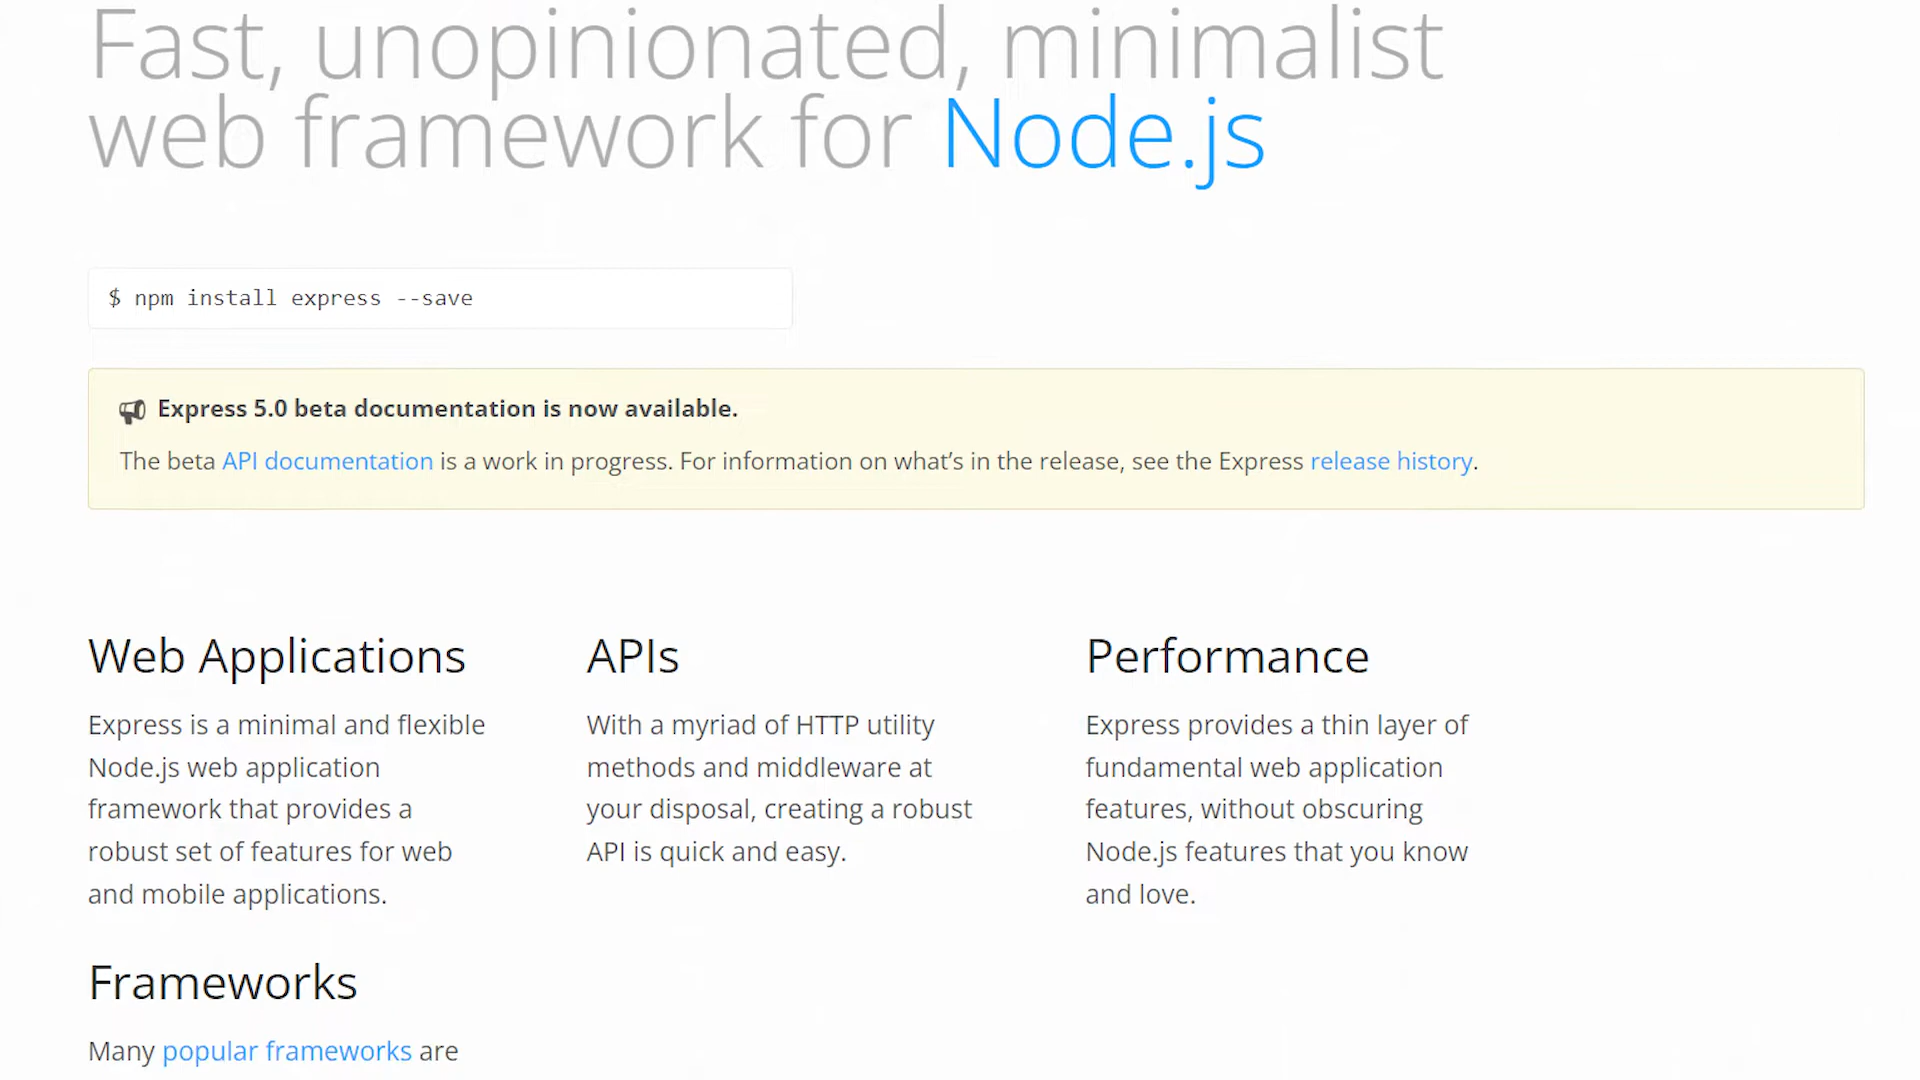 Fast, unopinionated, minimalist
web framework for Node.js
$ npm install express --save
Express 5.0 beta documentation is now available.
The beta API documentation is a work in progress. For information on what’s in the release, see the Express release history.
Web Applications
Express is a minimal and flexible
Node.js web application
framework that provides a
robust set of features for web
and mobile applications.
APIs
With a myriad of HTTP utility
methods and middleware at
your disposal, creating a robust
API is quick and easy.
Performance
Express provides a thin layer of
fundamental web application
features, without obscuring
Node.js features that you know
and love.
Frameworks
Many popular frameworks are